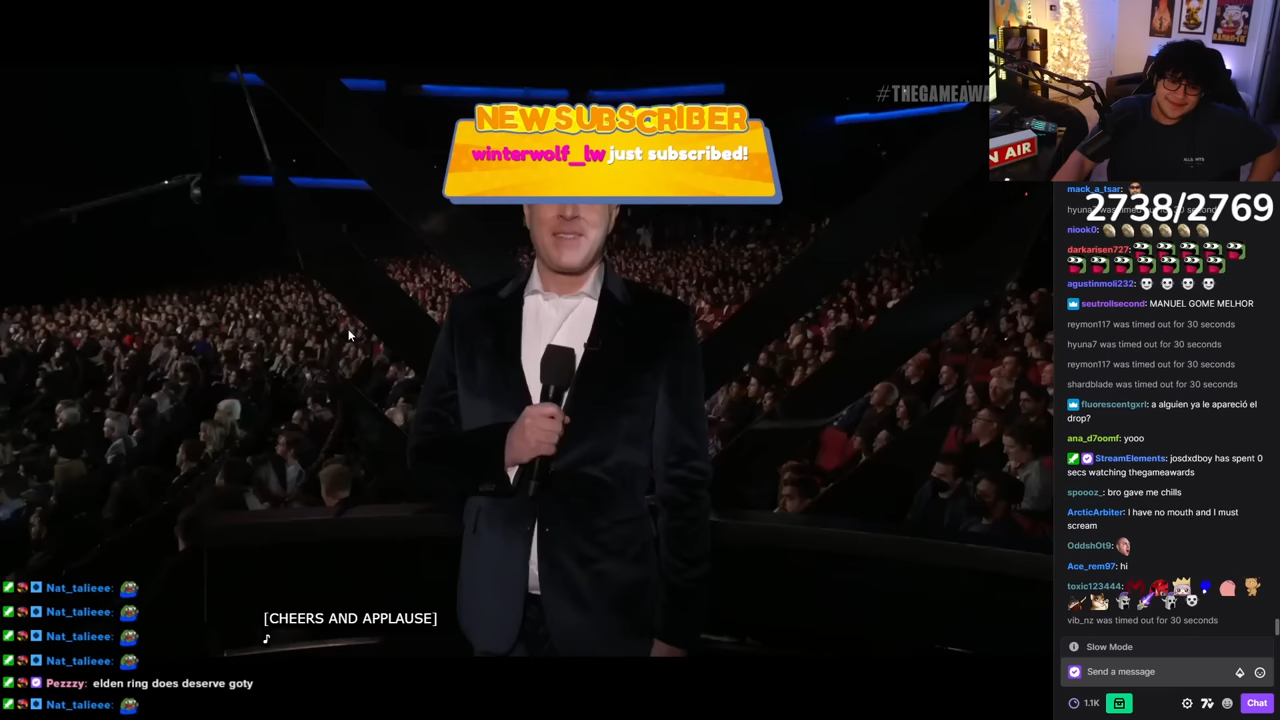 #THEGAMEAWA
NEW SUBSCRIBER
winterwolf_lw just subscribed!
N AIR
mack_a_tsar:
2738/2769
niook0:
darkarisen727:
agustinmoli232:
seutrollsecond: MANUEL GOME MELHOR
reymon117 was timed out for 30 seconds
hyuna7 was timed out for 30 seconds
reymon117 was timed out for 30 seconds
shardblade was timed out for 30 seconds
fluorescentgxrl: a alguien ya le apareció el
drop?
ana_d7oomf: yooo
StreamElements: josdxdboy has spent 0
secs watching thegameawards
spoooz_: bro gave me chills
ArcticArbiter: I have no mouth and I must
scream
OddshOt9:
Ace_rem97: hi
toxic123444:
vib_nz was timed out for 30 seconds
Slow Mode
Send a message
1.1K
Chat
[CHEERS AND APPLAUSE]
♪
Nat_talieee:
Nat_talieee:
Nat_talieee:
Nat_talieee:
Pezzzy: elden ring does deserve goty
Nat_talieee: